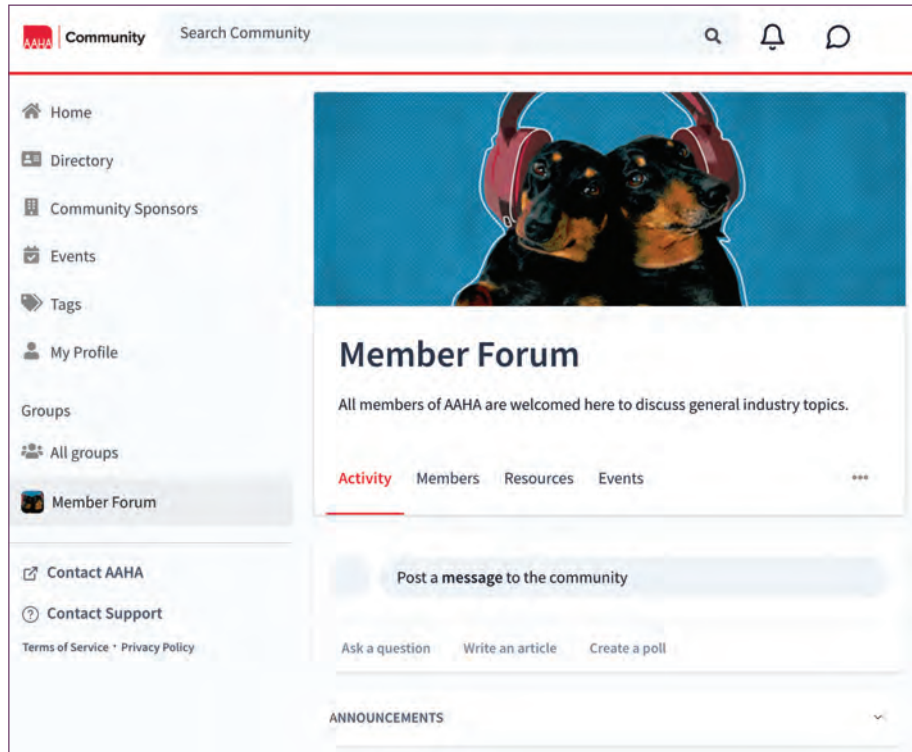 AAHA Community
Search Community
Home
Directory
Community Sponsors
Events
Tags
My Profile
Groups
All groups
Member Forum
Contact AAHA
Contact Support
Terms of Service • Privacy Policy
Member Forum
All members of AAHA are welcomed here to discuss general industry topics.
Activity Members Resources Events
Post a message to the community
Ask a question Write an article Create a poll
ANNOUNCEMENTS